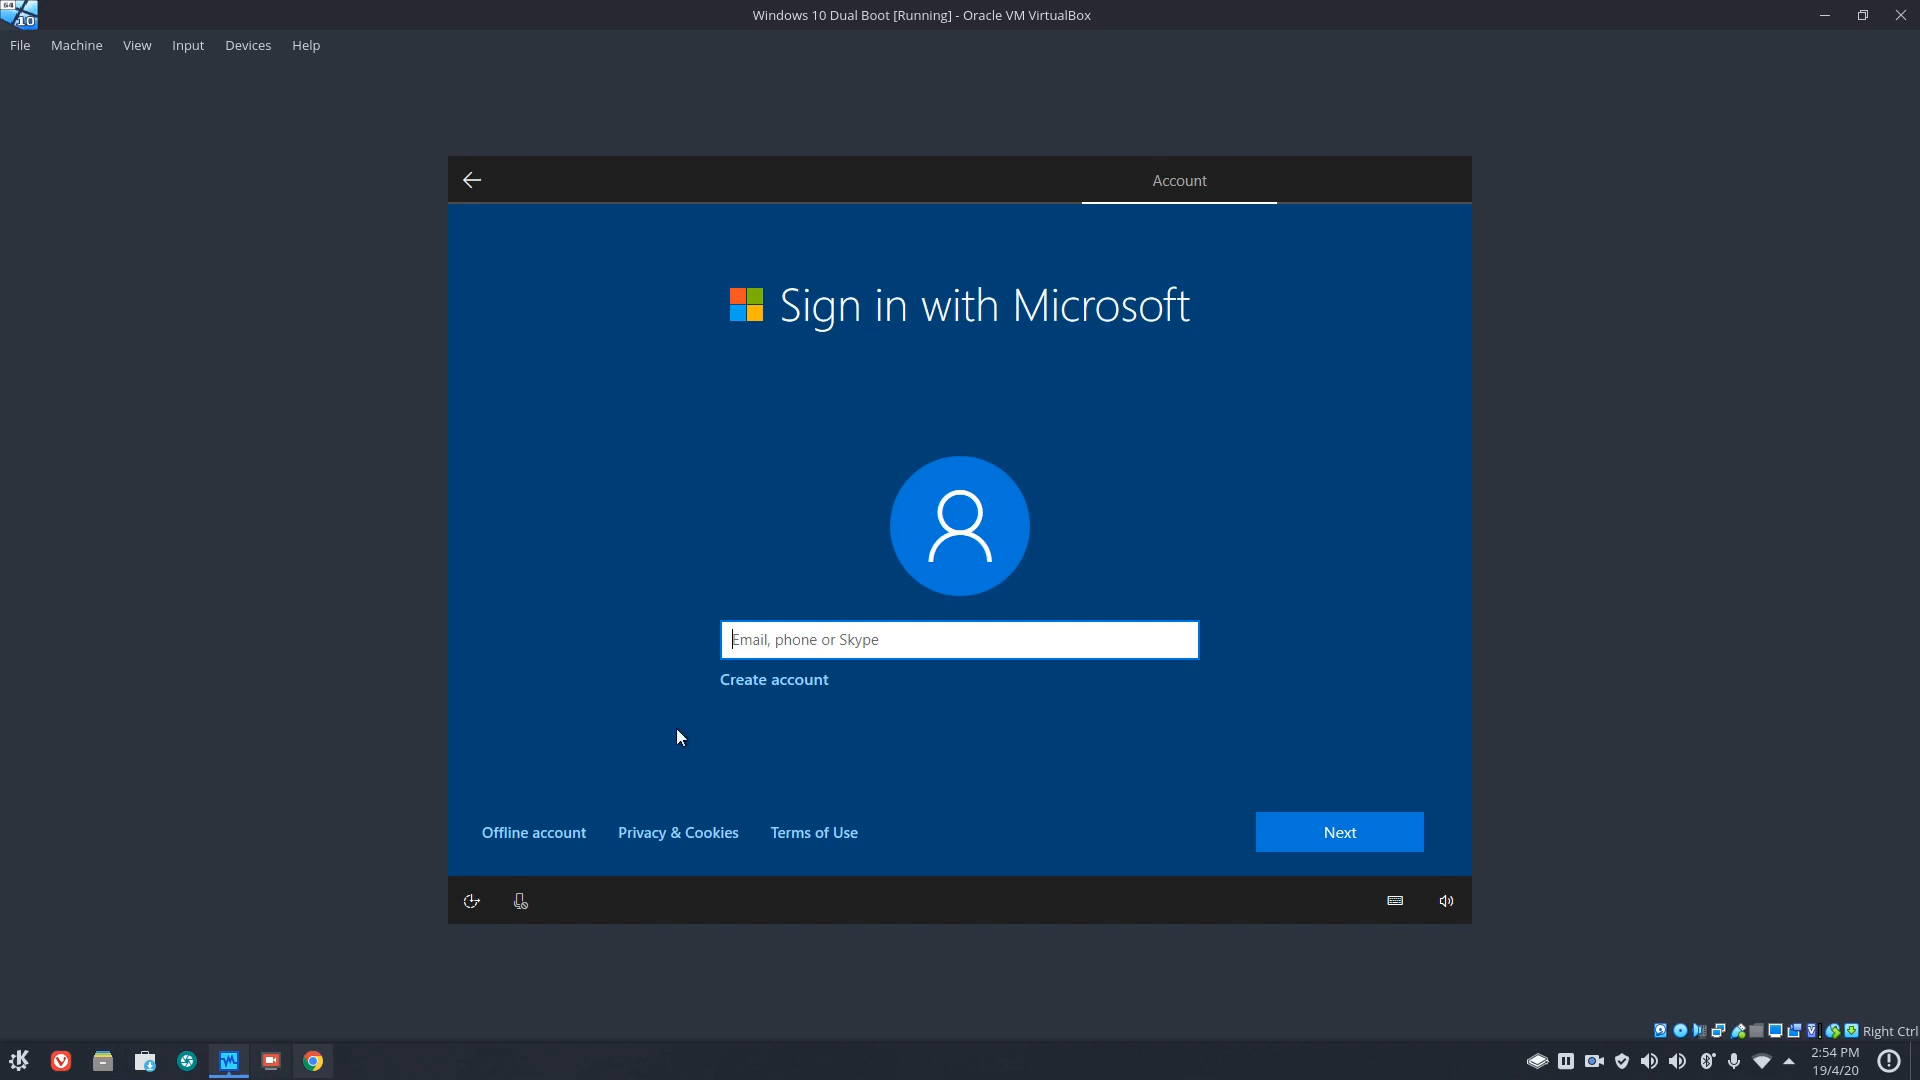 Windows 10 Dual Boot [Running] - Oracle VM VirtualBox
File Machine View Input Devices Help
Account
Sign in with Microsoft
Email, phone or Skype
Create account
Offline account Privacy & Cookies Terms of Use Next
Right Ctrl
2:54 PM
19/4/20
64
10